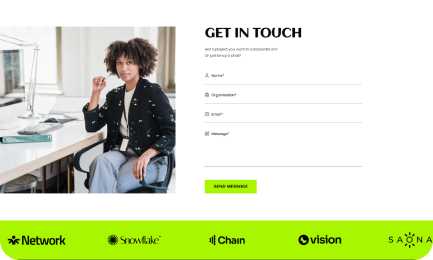 GET IN TOUCH
Got a project you want to collaborate on?
Or just fancy a chat?
Name*
Organisation*
Email*
Message*
SEND MESSAGE
Network
Snowflake
Chain
vision
SAONA